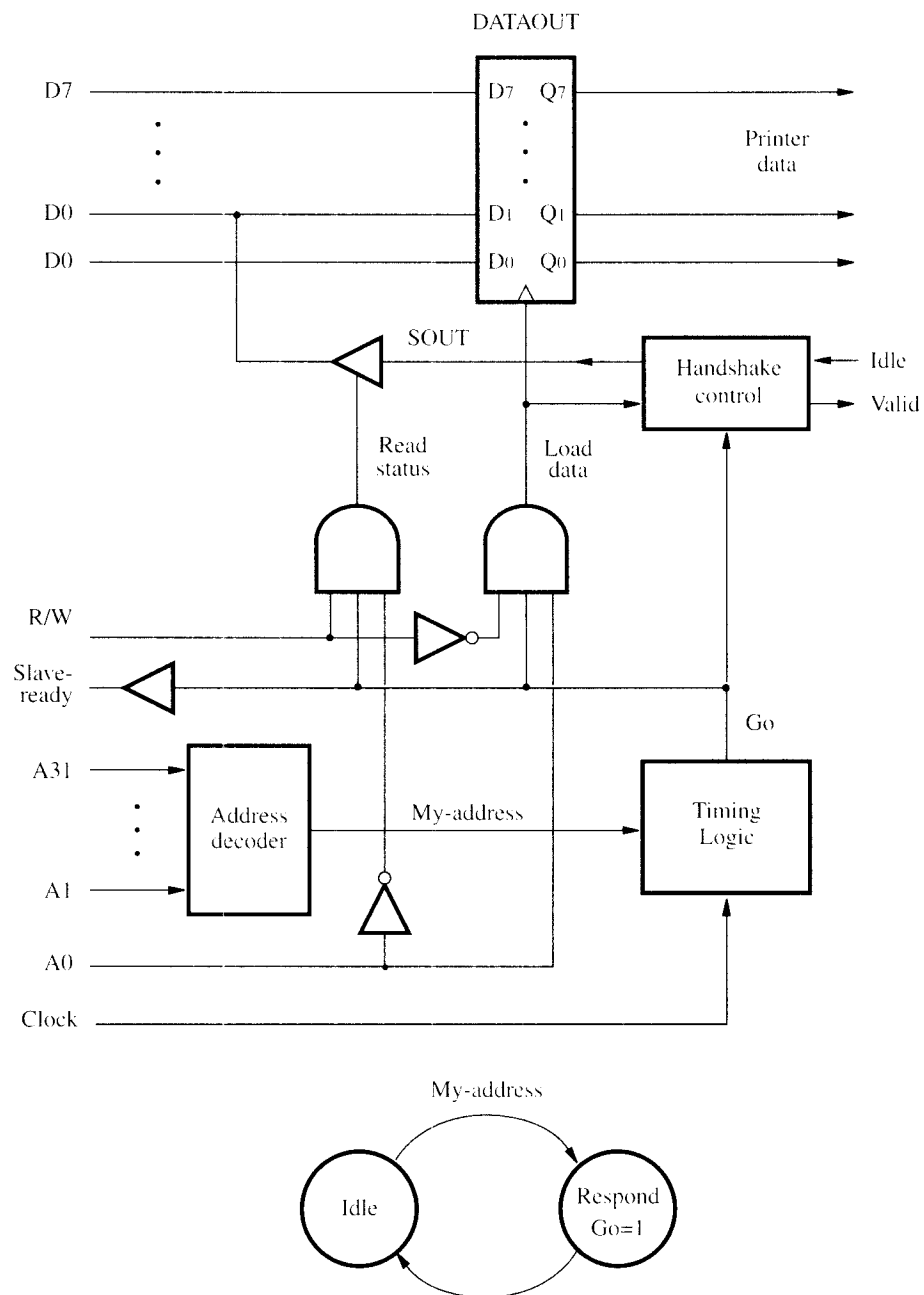 DATAOUT
D7
D7 Q7
Printer
data
D0
D1 Q1
D0
D0 Q0
SOUT
Handshake
control
Idle
Valid
Read
status
Load
data
R/W
Slave-
ready
Go
A31
Address
decoder
My-address
Timing
Logic
A1
A0
Clock
My-address
Idle
Respond
Go=1